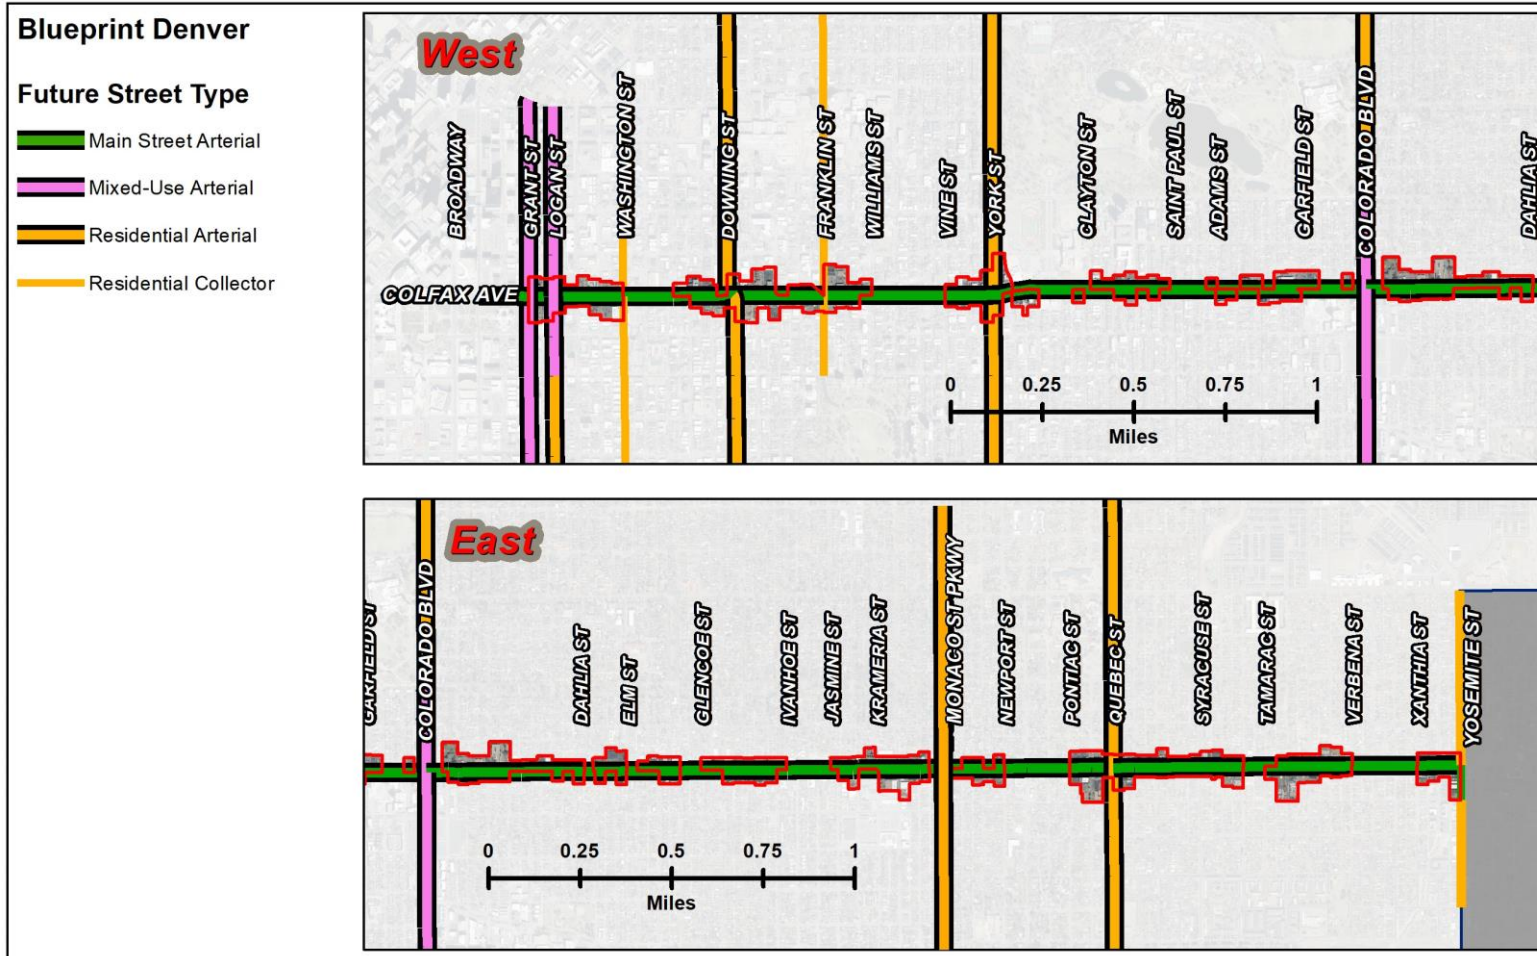 Blueprint Denver
Future Street Type
Main Street Arterial
Mixed-Use Arterial
Residential Arterial
Residential Collector
West
BROADWAY
GRANT ST
LOGAN ST
WASHINGTON ST
DOWNING ST
FRANKLIN ST
WILLIAMS ST
VINE ST
YORK ST
CLAYTON ST
SAINT PAUL ST
ADAMS ST
GARFIELD ST
COLORADO BLVD
DAHLIA ST
COLFAX AVE
0 0.25 0.5 0.75 1
Miles
East
GARFIELD ST
COLORADO BLVD
DAHLIA ST
ELM ST
GLENCOE ST
IVANHOE ST
JASMINE ST
KRAMERIA ST
MONACO ST PKWY
NEWPORT ST
PONTIAC ST
QUEBEC ST
SYRACUSE ST
TAMARAC ST
VERBENA ST
XANTHIA ST
YOSEMITE ST
0 0.25 0.5 0.75 1
Miles